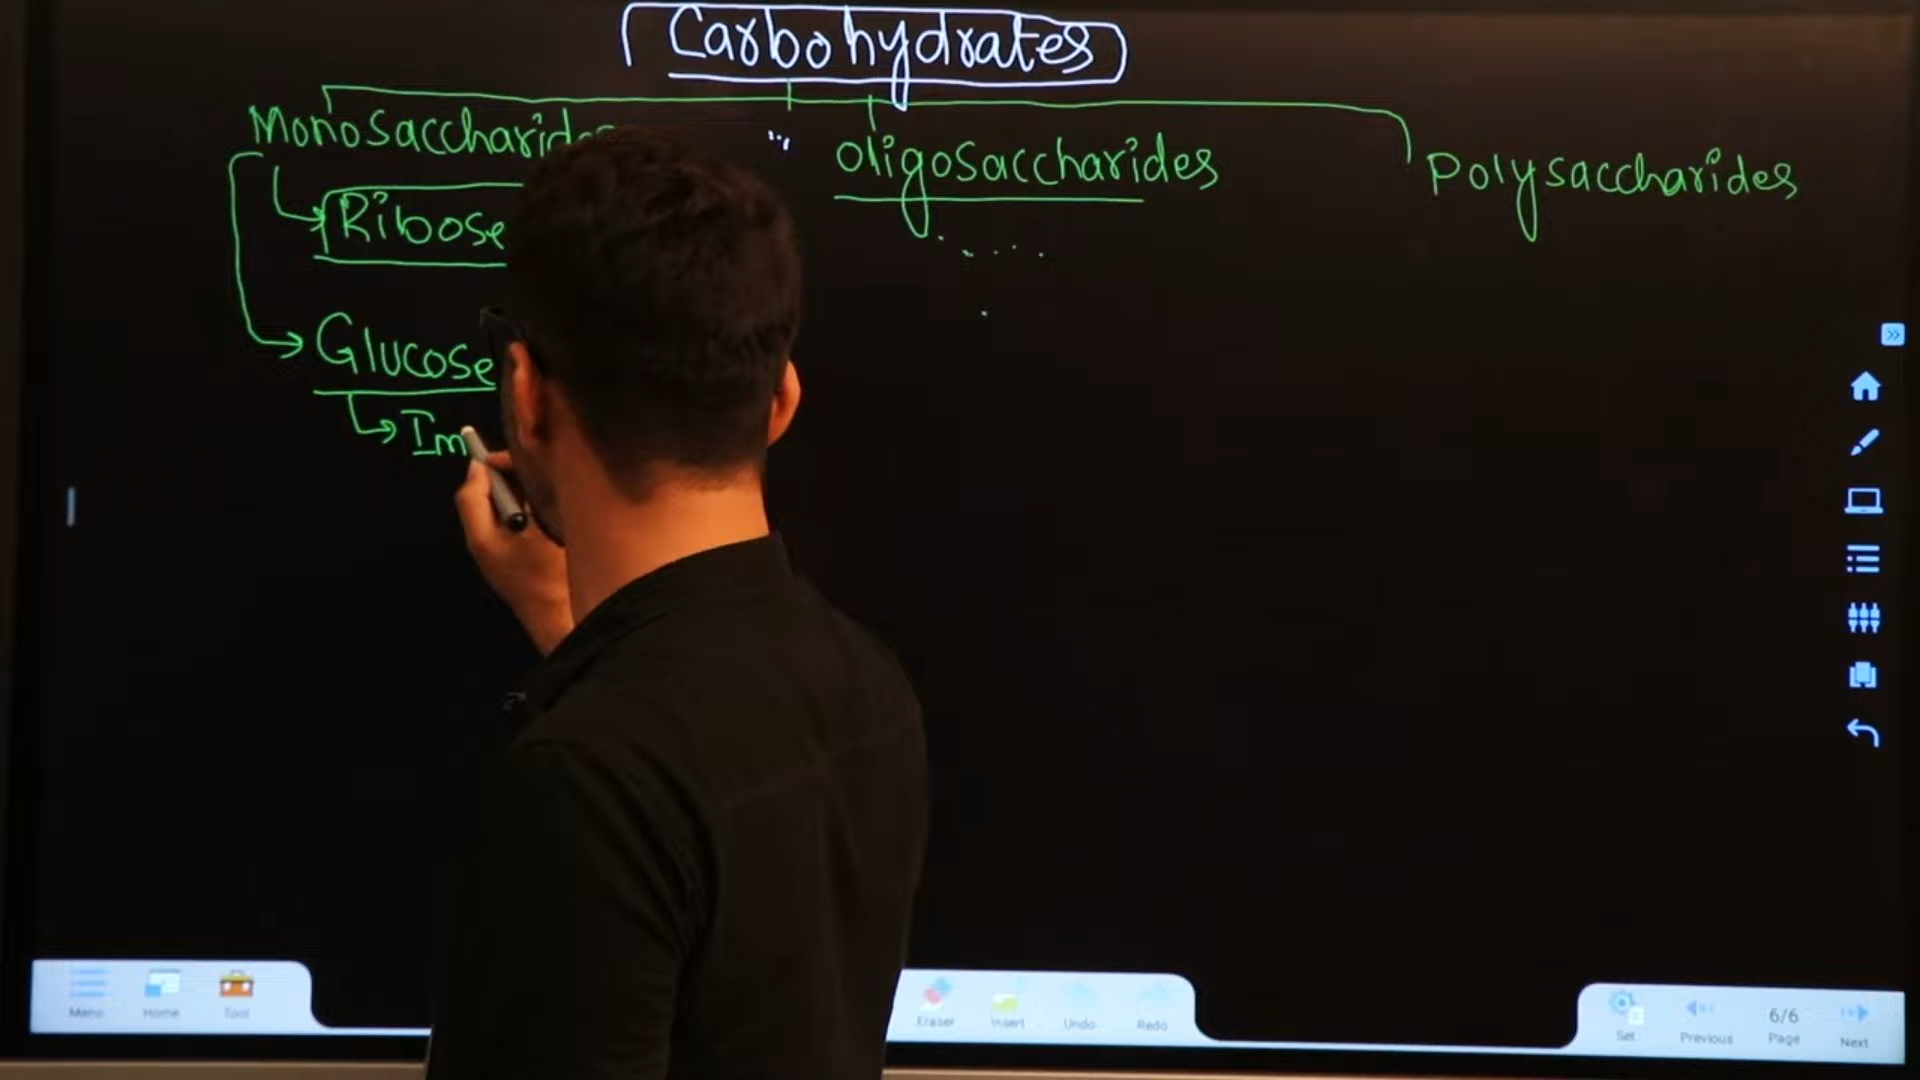 Carbohydrates
Monosaccharides
Oligosaccharides
Polysaccharides
Ribose
Glucose
Im
Menu
Home
Tool
Eraser
Insert
Undo
Redo
Set
Previous
6/6
Page
Next